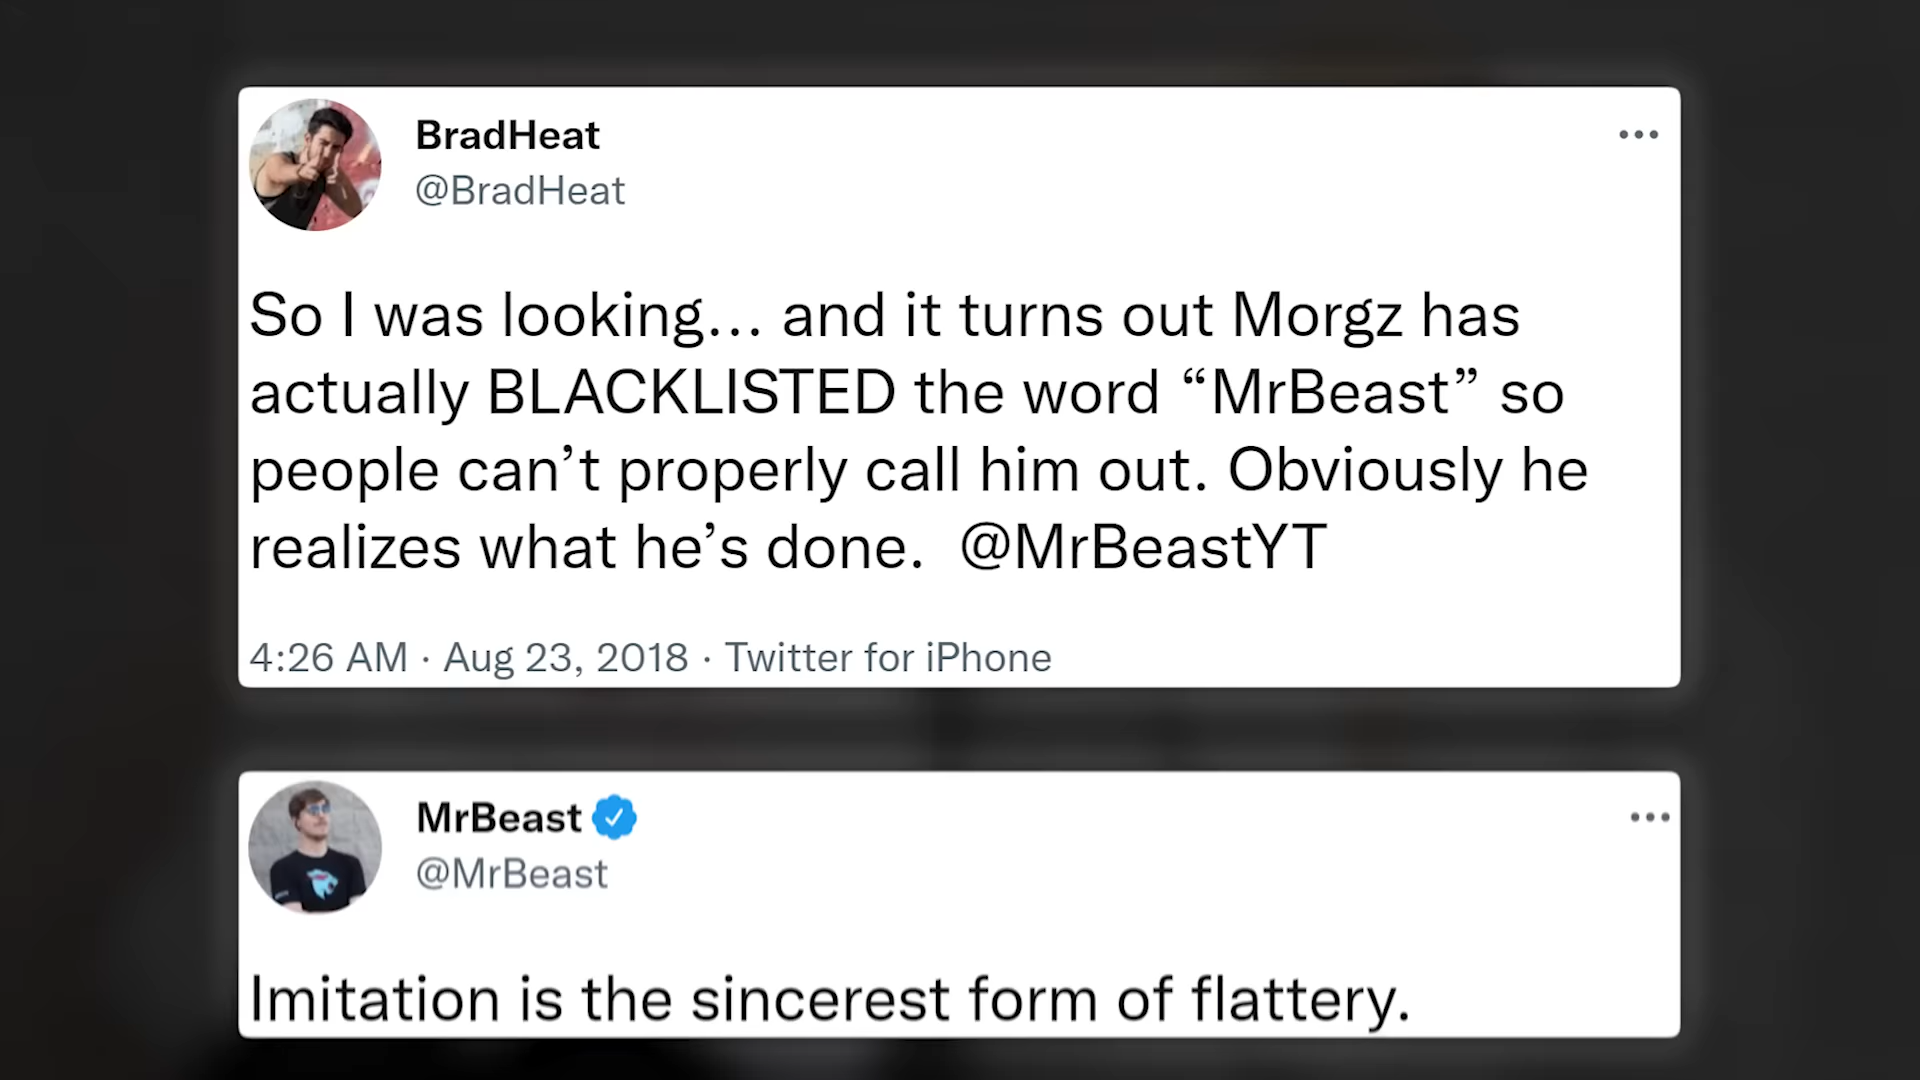 BradHeat
@BradHeat
So I was looking... and it turns out Morgz has
actually BLACKLISTED the word “MrBeast” so
people can’t properly call him out. Obviously he
realizes what he’s done.  @MrBeastYT
4:26 AM · Aug 23, 2018 · Twitter for iPhone
MrBeast
@MrBeast
Imitation is the sincerest form of flattery.